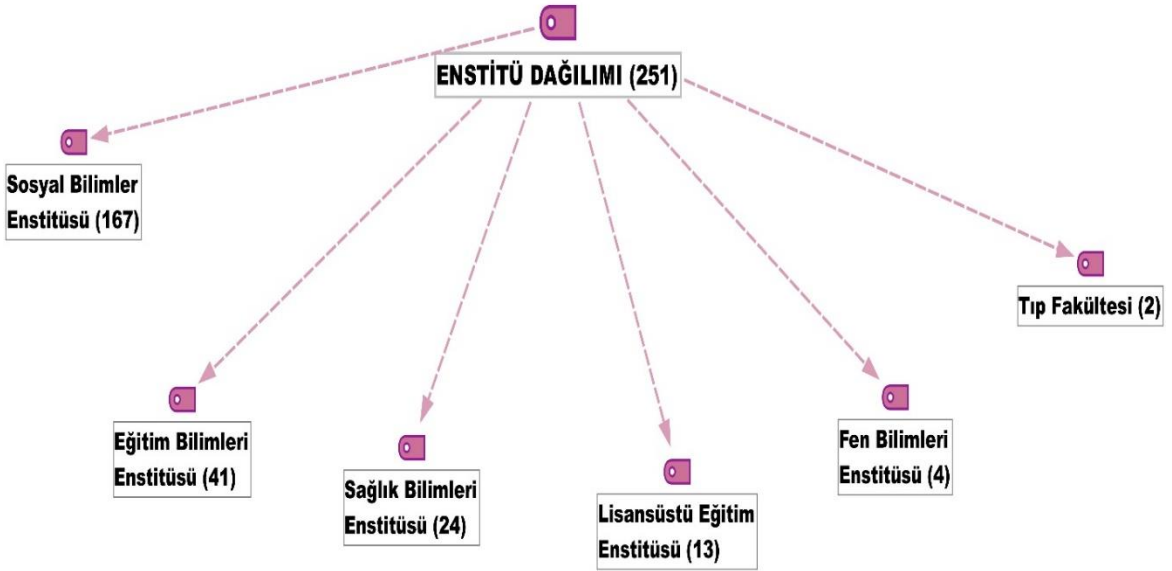 ENSTİTÜ DAĞILIMI (251)
Sosyal Bilimler
Enstitüsü (167)
Eğitim Bilimleri
Enstitüsü (41)
Sağlık Bilimleri
Enstitüsü (24)
Lisansüstü Eğitim
Enstitüsü (13)
Fen Bilimleri
Enstitüsü (4)
Tıp Fakültesi (2)